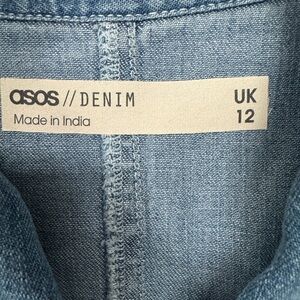 asos // DENIM
Made in India
UK
12